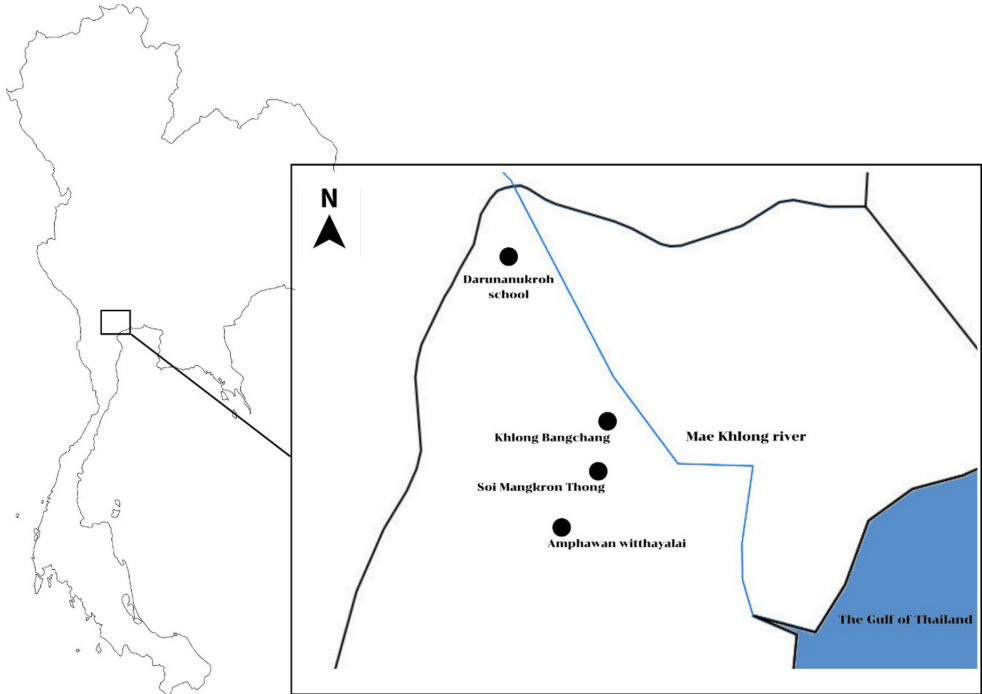 N
Darunanukroh
school
Khlong Bangchang
Mae Khlong river
Soi Mangkron Thong
Amphawan witthayalai
The Gulf of Thailand